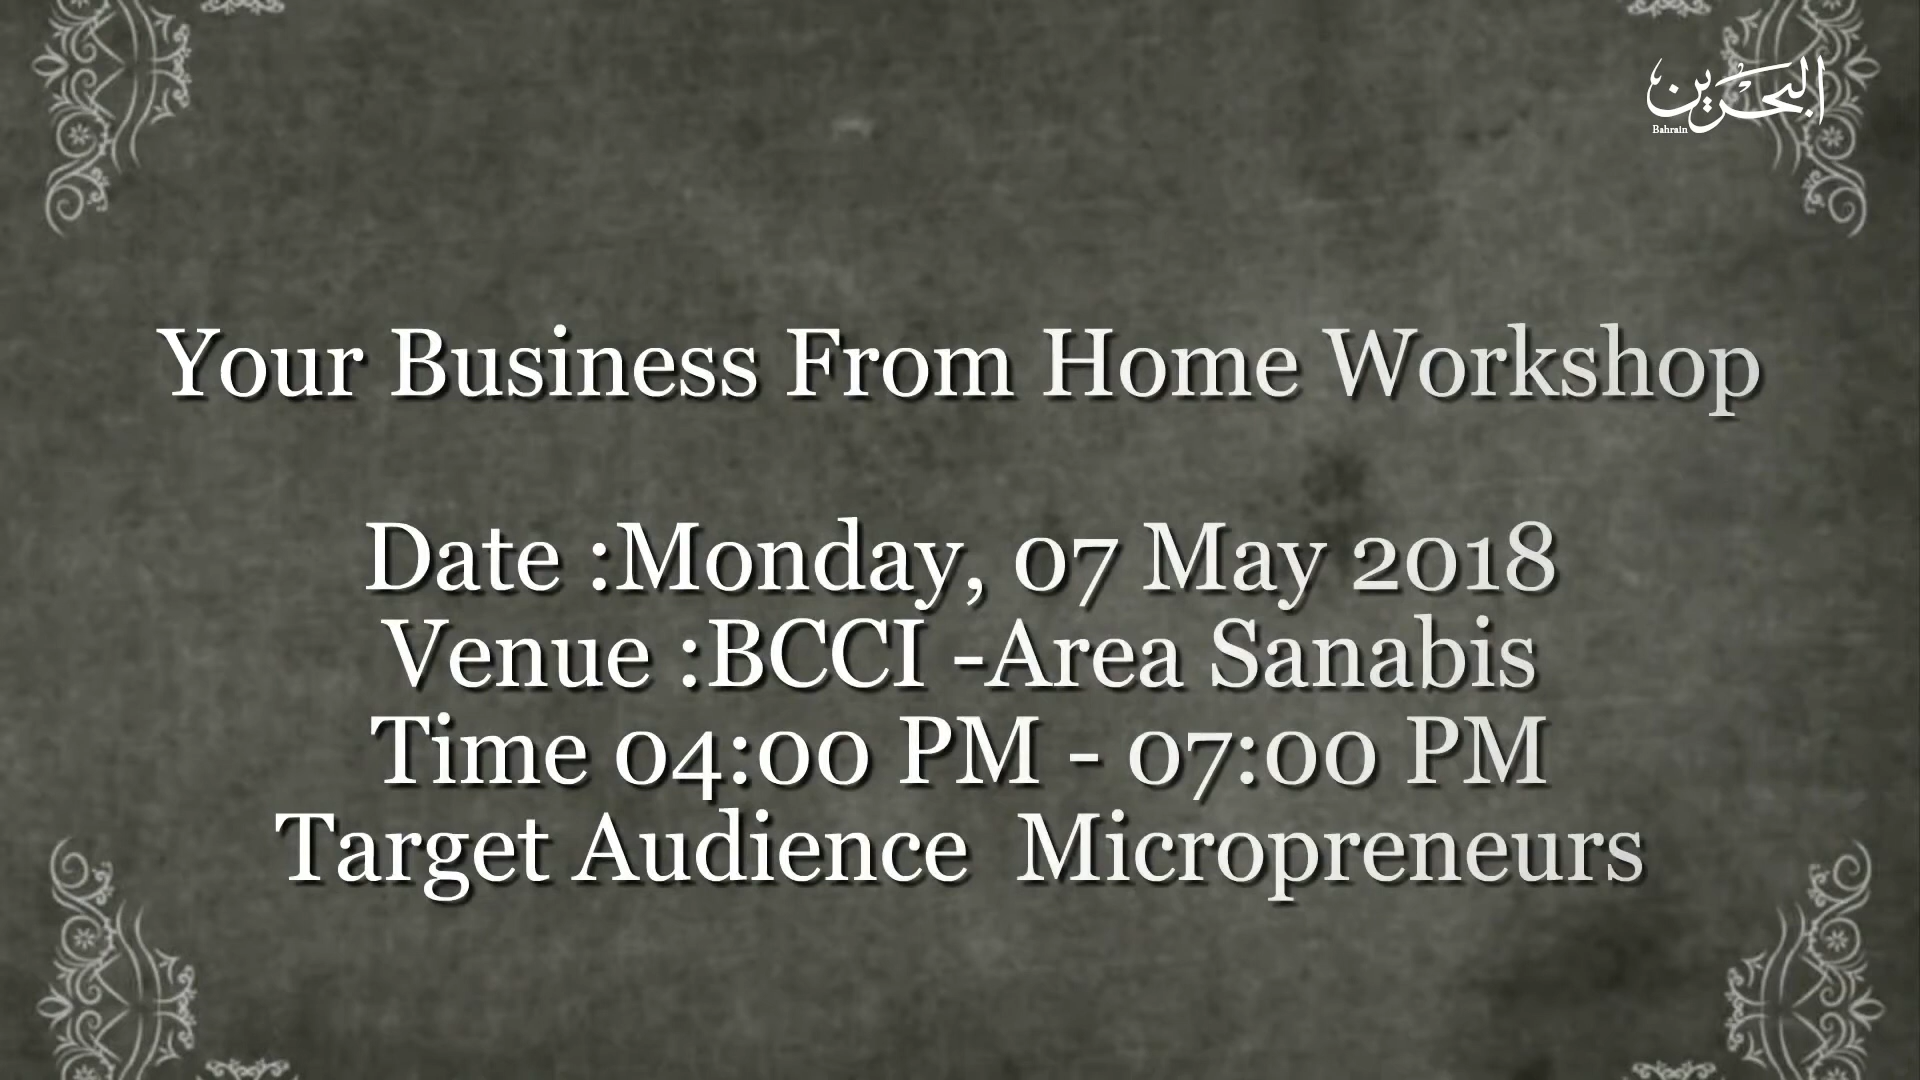 البحرين
Bahrain
Your Business From Home Workshop
Date :Monday, 07 May 2018
Venue :BCCI -Area Sanabis
Time 04:00 PM - 07:00 PM
Target Audience  Micropreneurs